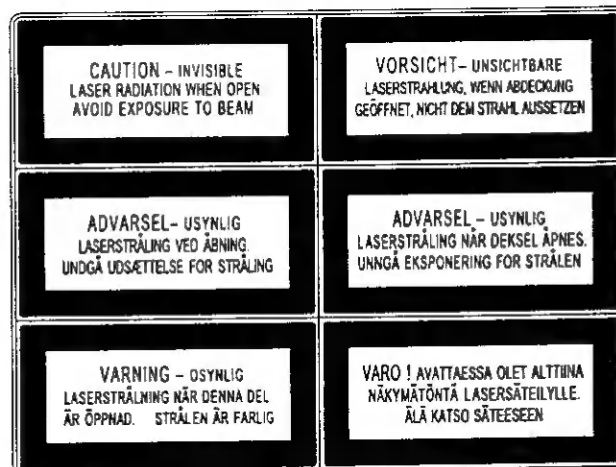 CAUTION – INVISIBLE
LASER RADIATION WHEN OPEN
AVOID EXPOSURE TO BEAM
VORSICHT – UNSICHTBARE
LASERSTRAHLUNG, WENN ABDECKUNG
GEÖFFNET, NICHT DEM STRAHL AUSSETZEN
ADVARSEL – USYNLIG
LASERSTRÅLING VED ÅBNING.
UNDGÅ UDSÆTTELSE FOR STRÅLING
ADVARSEL – USYNLIG
LASERSTRÅLING NÅR DEKSEL ÅPNES.
UNNGÅ EKSPONERING FOR STRÅLEN
VARNING – OSYNLIG
LASERSTRÅLNING NÄR DENNA DEL
ÄR ÖPPNAD. STRÅLEN ÄR FARLIG
VARO ! AVATTAESSA OLET ALTTIINA
NÄKYMÄTÖNTÄ LASERSÄTEILYLLE.
ÄLÄ KATSO SÄTEESEEN